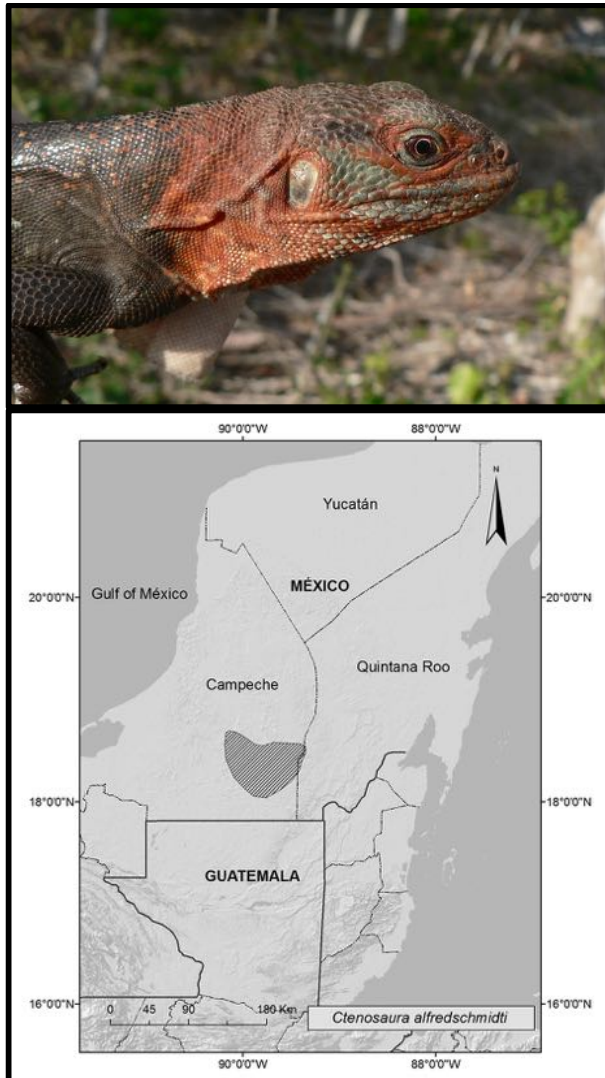 90°0'0"W 88°0'0"W
N
Yucatán
MÉXICO
20°0'0"N 20°0'0"N
Gulf of México
Quintana Roo
Campeche
18°0'0"N 18°0'0"N
GUATEMALA
16°0'0"N 16°0'0"N
0 45 90 180 Km
Ctenosaura alfredschmidti
90°0'0"W 88°0'0"W